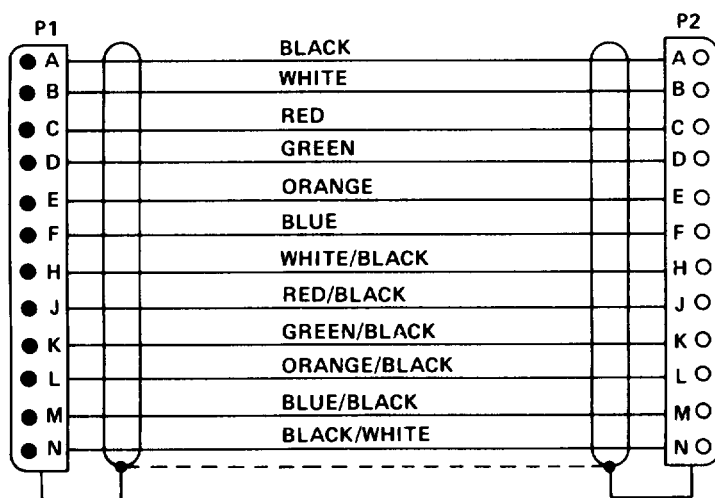 P1 P2
A BLACK A
B WHITE B
C RED C
D GREEN D
E ORANGE E
F BLUE F
H WHITE/BLACK H
J RED/BLACK J
K GREEN/BLACK K
L ORANGE/BLACK L
M BLUE/BLACK M
N BLACK/WHITE N